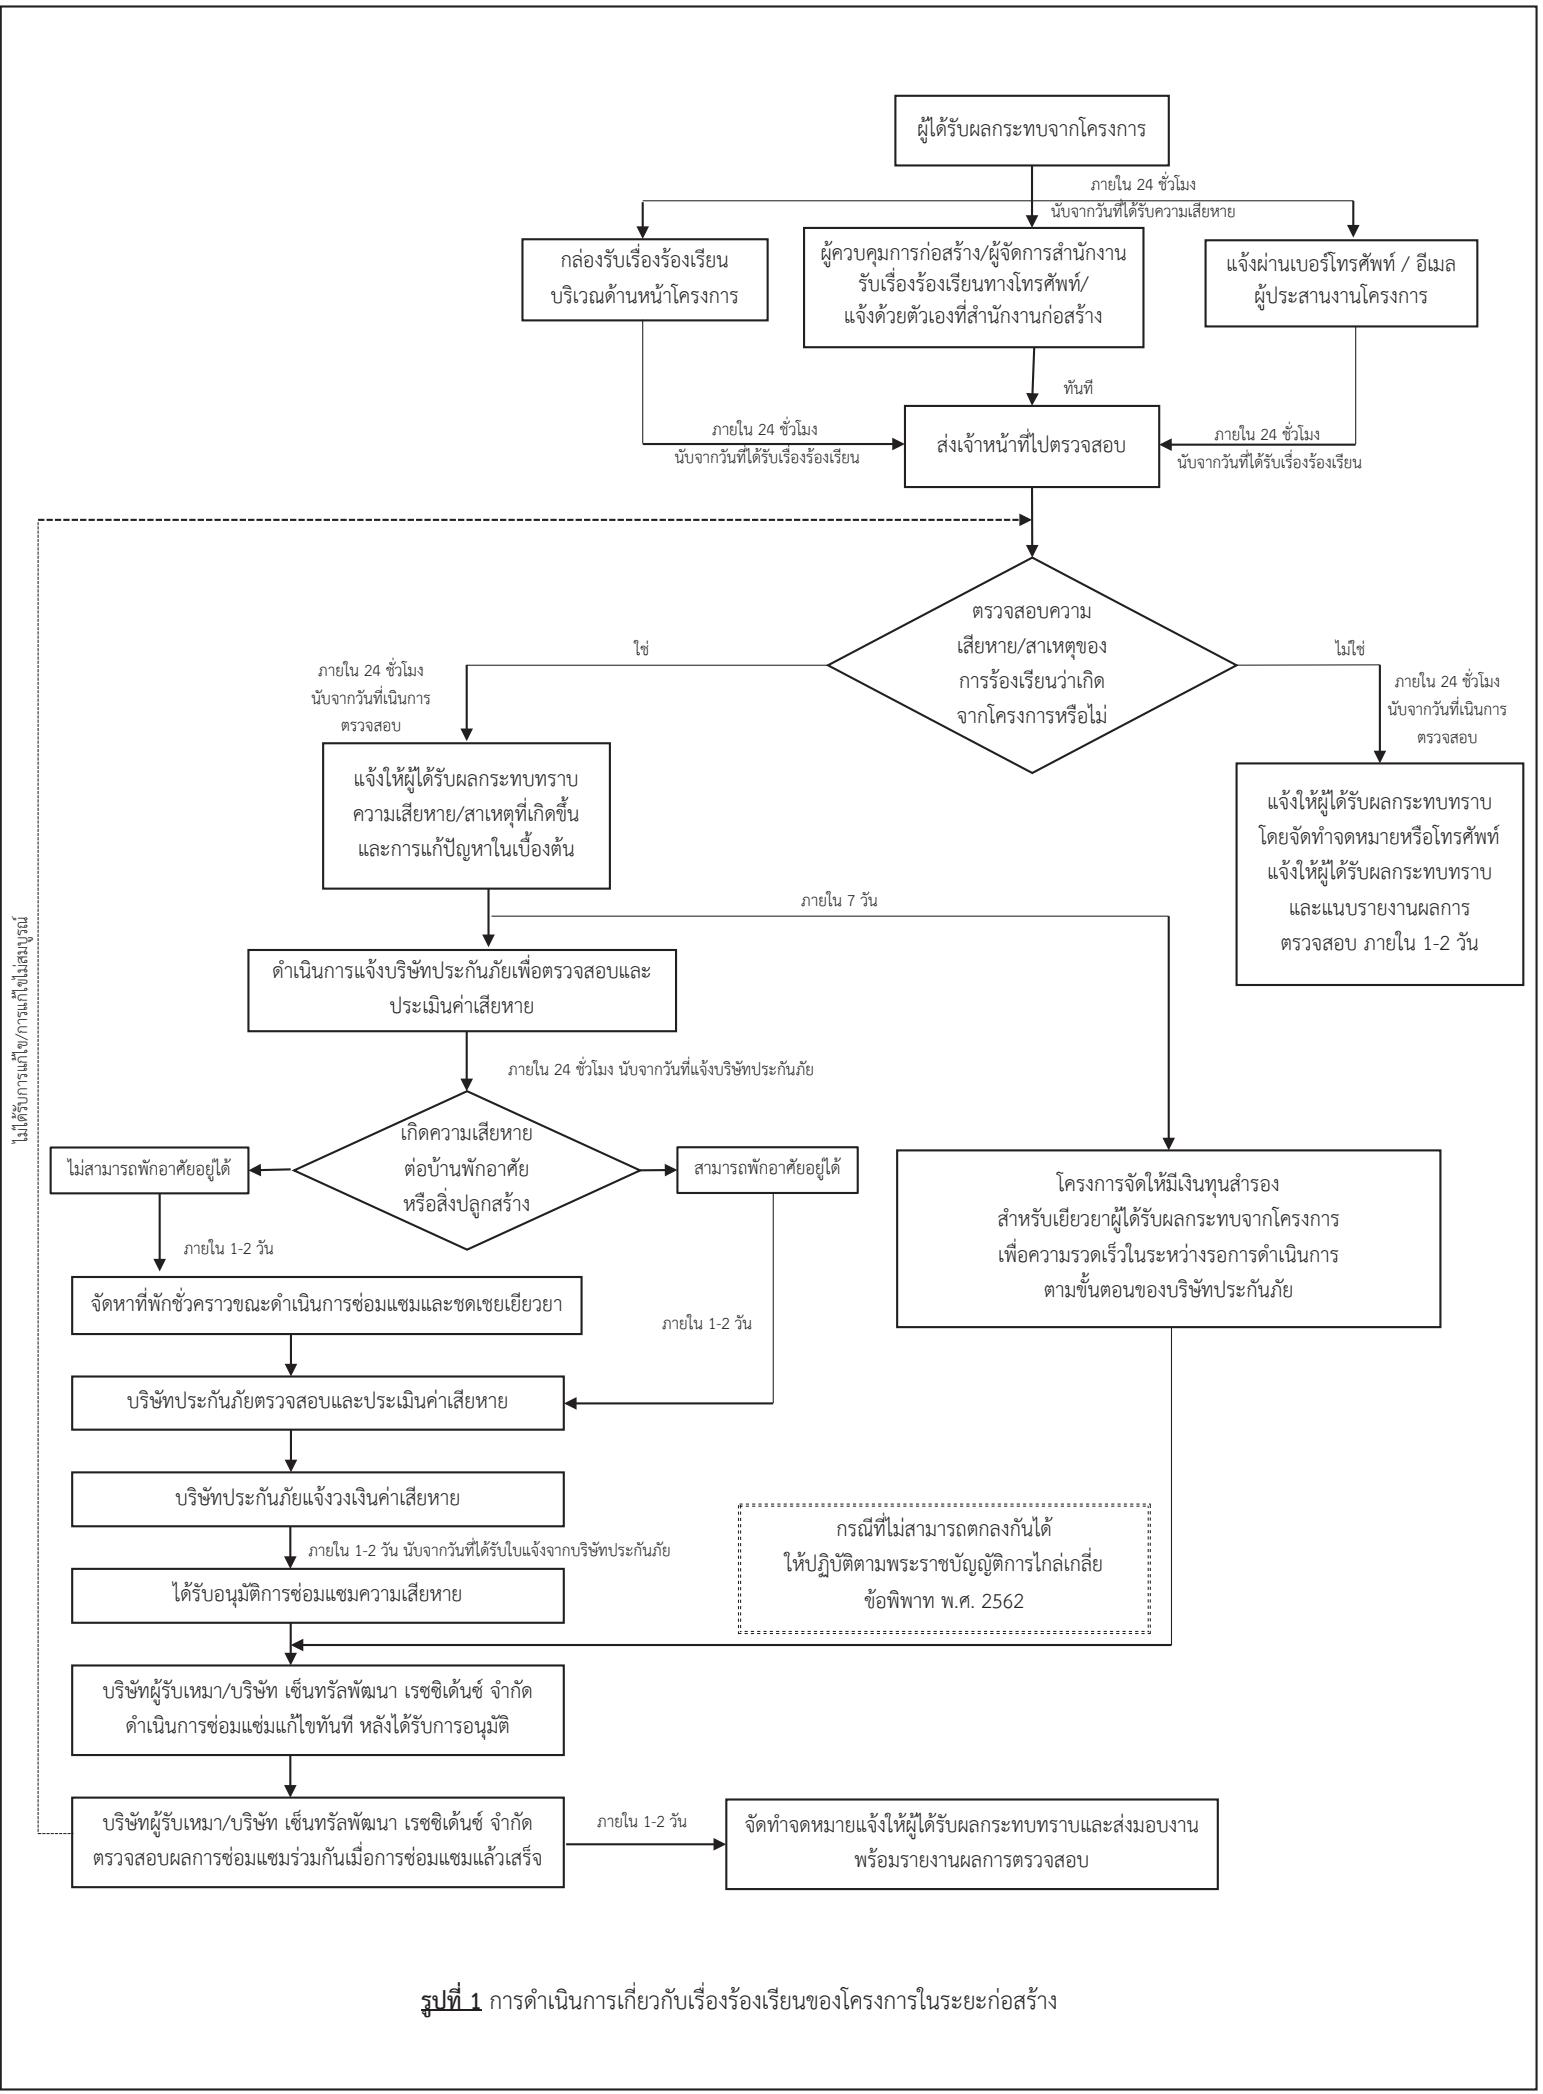 ผู้ได้รับผลกระทบจากโครงการ
ภายใน 24 ชั่วโมง
นับจากวันที่ได้รับความเสียหาย
กล่องรับเรื่องร้องเรียน
บริเวณด้านหน้าโครงการ
ผู้ควบคุมการก่อสร้าง/ผู้จัดการสำนักงาน
รับเรื่องร้องเรียนทางโทรศัพท์/
แจ้งด้วยตัวเองที่สำนักงานก่อสร้าง
แจ้งผ่านเบอร์โทรศัพท์ / อีเมล
ผู้ประสานงานโครงการ
ทันที
ภายใน 24 ชั่วโมง
นับจากวันที่ได้รับเรื่องร้องเรียน
ส่งเจ้าหน้าที่ไปตรวจสอบ
ภายใน 24 ชั่วโมง
นับจากวันที่ได้รับเรื่องร้องเรียน
ตรวจสอบความ
เสียหาย/สาเหตุของ
การร้องเรียนว่าเกิด
จากโครงการหรือไม่
ใช่
ไม่ใช่
ภายใน 24 ชั่วโมง
นับจากวันที่เนินการ
ตรวจสอบ
ภายใน 24 ชั่วโมง
นับจากวันที่เนินการ
ตรวจสอบ
แจ้งให้ผู้ได้รับผลกระทบทราบ
ความเสียหาย/สาเหตุที่เกิดขึ้น
และการแก้ปัญหาในเบื้องต้น
แจ้งให้ผู้ได้รับผลกระทบทราบ
โดยจัดทำจดหมายหรือโทรศัพท์
แจ้งให้ผู้ได้รับผลกระทบทราบ
และแนบรายงานผลการ
ตรวจสอบ ภายใน 1-2 วัน
ภายใน 7 วัน
ดำเนินการแจ้งบริษัทประกันภัยเพื่อตรวจสอบและ
ประเมินค่าเสียหาย
ไม่ได้รับการแก้ไข/การแก้ไขไม่สมบูรณ์
ภายใน 24 ชั่วโมง นับจากวันที่แจ้งบริษัทประกันภัย
เกิดความเสียหาย
ต่อบ้านพักอาศัย
หรือสิ่งปลูกสร้าง
ไม่สามารถพักอาศัยอยู่ได้
สามารถพักอาศัยอยู่ได้
โครงการจัดให้มีเงินทุนสำรอง
สำหรับเยียวยาผู้ได้รับผลกระทบจากโครงการ
เพื่อความรวดเร็วในระหว่างรอการดำเนินการ
ตามขั้นตอนของบริษัทประกันภัย
ภายใน 1-2 วัน
จัดหาที่พักชั่วคราวขณะดำเนินการซ่อมแซมและชดเชยเยียวยา
ภายใน 1-2 วัน
บริษัทประกันภัยตรวจสอบและประเมินค่าเสียหาย
บริษัทประกันภัยแจ้งวงเงินค่าเสียหาย
ภายใน 1-2 วัน นับจากวันที่ได้รับใบแจ้งจากบริษัทประกันภัย
กรณีที่ไม่สามารถตกลงกันได้
ให้ปฏิบัติตามพระราชบัญญัติการไกล่เกลี่ย
ข้อพิพาท พ.ศ. 2562
ได้รับอนุมัติการซ่อมแซมความเสียหาย
บริษัทผู้รับเหมา/บริษัท เซ็นทรัลพัฒนา เรซซิเด้นซ์ จำกัด
ดำเนินการซ่อมแซ่มแก้ไขทันที หลังได้รับการอนุมัติ
บริษัทผู้รับเหมา/บริษัท เซ็นทรัลพัฒนา เรซซิเด้นซ์ จำกัด
ตรวจสอบผลการซ่อมแซมร่วมกันเมื่อการซ่อมแซมแล้วเสร็จ
ภายใน 1-2 วัน
จัดทำจดหมายแจ้งให้ผู้ได้รับผลกระทบทราบและส่งมอบงาน
พร้อมรายงานผลการตรวจสอบ
รูปที่ 1 การดำเนินการเกี่ยวกับเรื่องร้องเรียนของโครงการในระยะก่อสร้าง